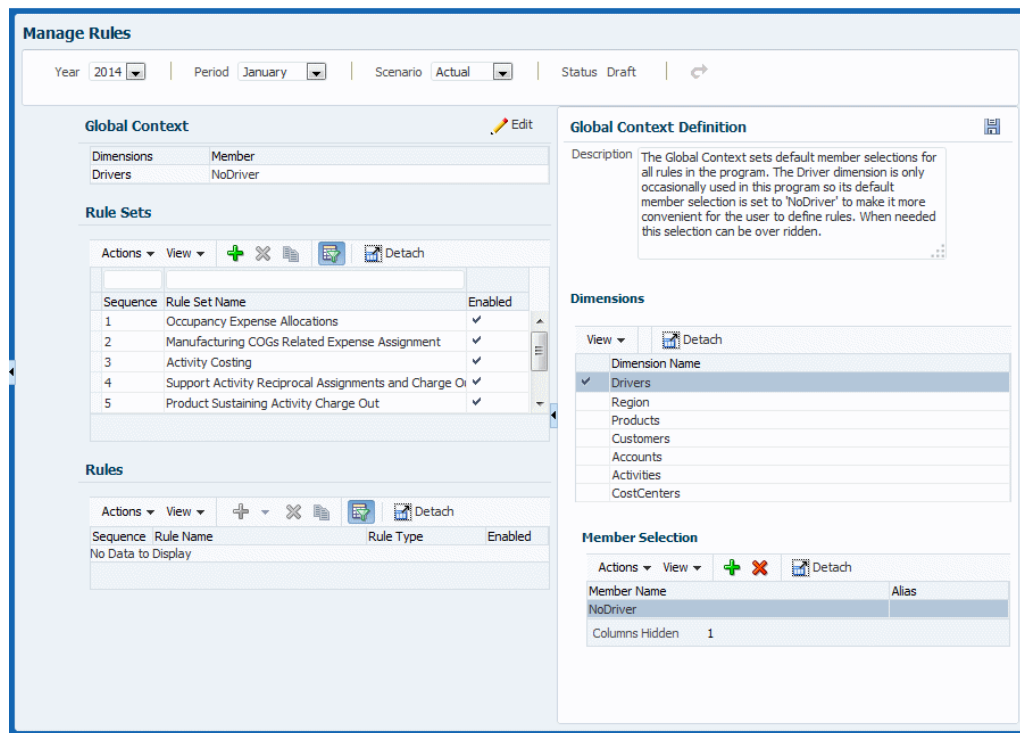 Manage Rules
Year 2014 Period January Scenario Actual Status Draft
Global Context Edit
Dimensions Member
Drivers NoDriver
Rule Sets
Actions View Detach
Sequence Rule Set Name Enabled
1 Occupancy Expense Allocations
2 Manufacturing COGs Related Expense Assignment
3 Activity Costing
4 Support Activity Reciprocal Assignments and Charge
5 Product Sustaining Activity Charge Out
Rules
Actions View Detach
Sequence Rule Name Rule Type Enabled
No Data to Display
Global Context Definition
Description The Global Context sets default member selections for
all rules in the program. The Driver dimension is only
occasionally used in this program so its default
member selection is set to 'NoDriver' to make it more
convenient for the user to define rules. When needed
this selection can be over ridden.
Dimensions
View Detach
Dimension Name
Drivers
Region
Products
Customers
Accounts
Activities
CostCenters
Member Selection
Actions View Detach
Member Name Alias
NoDriver
Columns Hidden 1